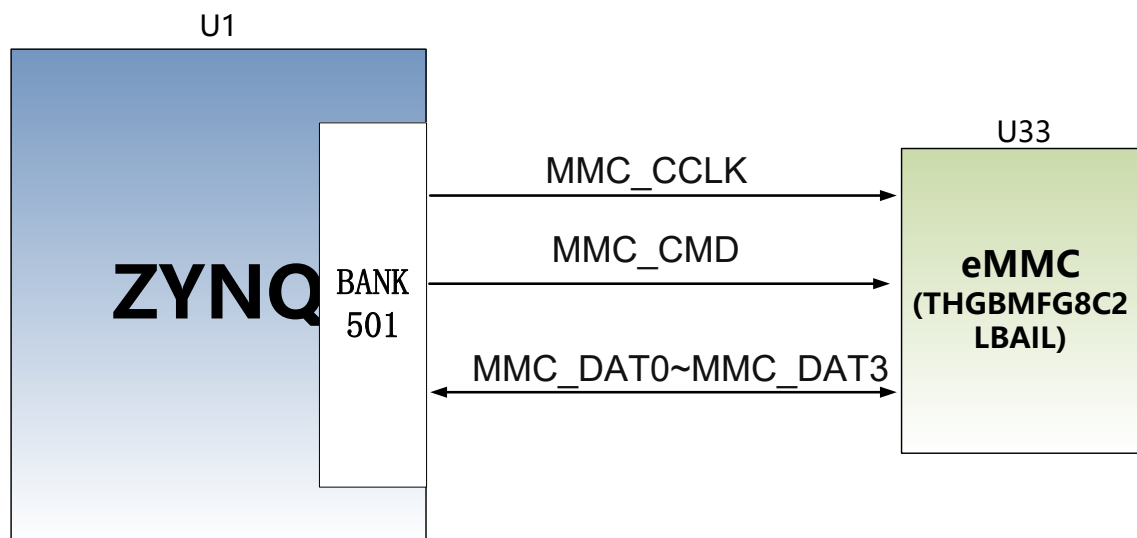 U1
U33
ZYNQ
BANK
501
MMC_CCLK
MMC_CMD
MMC_DAT0~MMC_DAT3
eMMC
(THGBMFG8C2
LBAIL)